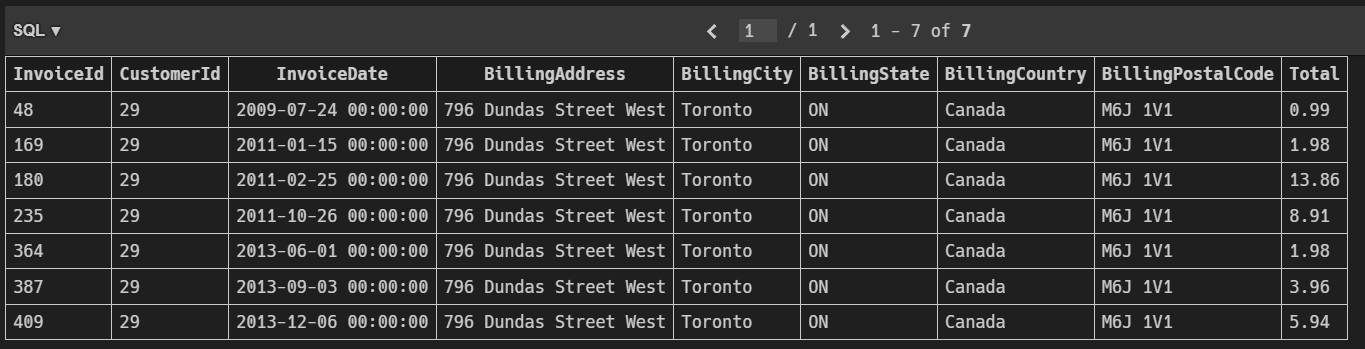 SQL ▼ < 1 / 1 > 1 - 7 of 7
InvoiceId CustomerId InvoiceDate BillingAddress BillingCity BillingState BillingCountry BillingPostalCode Total
48 29 2009-07-24 00:00:00 796 Dundas Street West Toronto ON Canada M6J 1V1 0.99
169 29 2011-01-15 00:00:00 796 Dundas Street West Toronto ON Canada M6J 1V1 1.98
180 29 2011-02-25 00:00:00 796 Dundas Street West Toronto ON Canada M6J 1V1 13.86
235 29 2011-10-26 00:00:00 796 Dundas Street West Toronto ON Canada M6J 1V1 8.91
364 29 2013-06-01 00:00:00 796 Dundas Street West Toronto ON Canada M6J 1V1 1.98
387 29 2013-09-03 00:00:00 796 Dundas Street West Toronto ON Canada M6J 1V1 3.96
409 29 2013-12-06 00:00:00 796 Dundas Street West Toronto ON Canada M6J 1V1 5.94